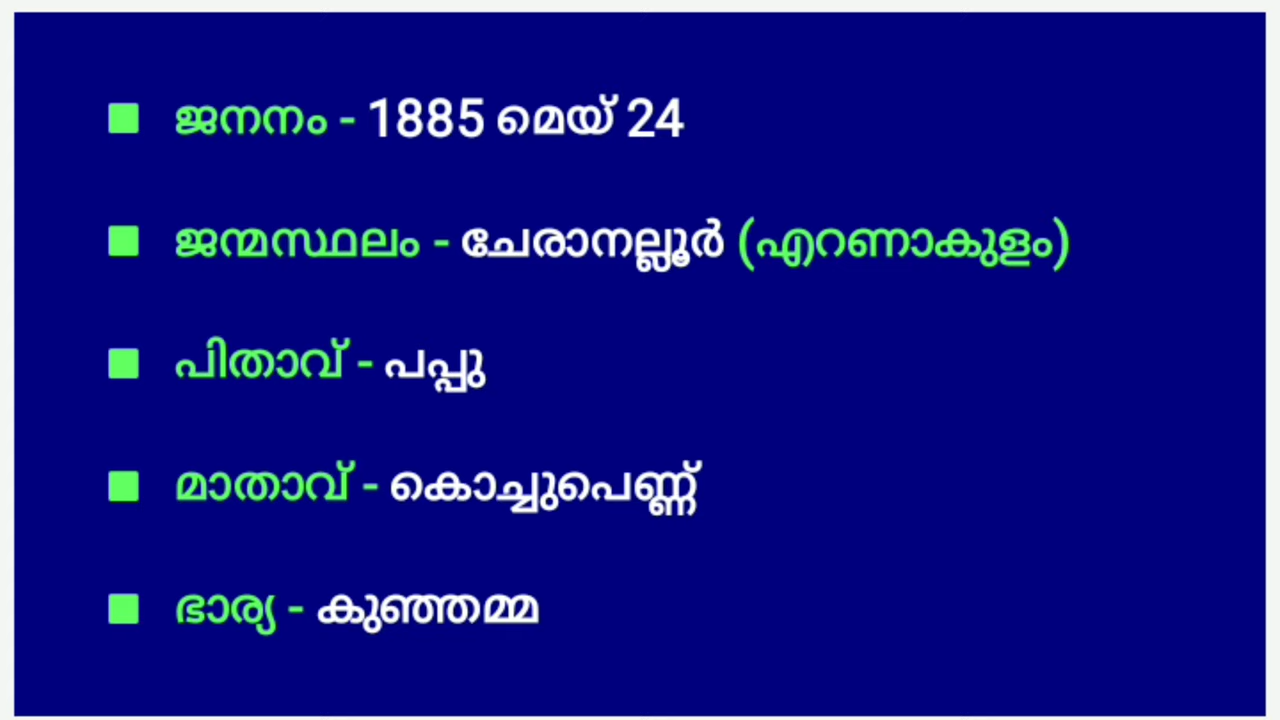 ജനനം - 1885 മെയ് 24
ജന്മസ്ഥലം - ചേരാനല്ലൂർ (എറണാകുളം)
പിതാവ് - പപ്പു
മാതാവ് - കൊച്ചുപെണ്ണ്
ഭാര്യ - കുഞ്ഞമ്മ